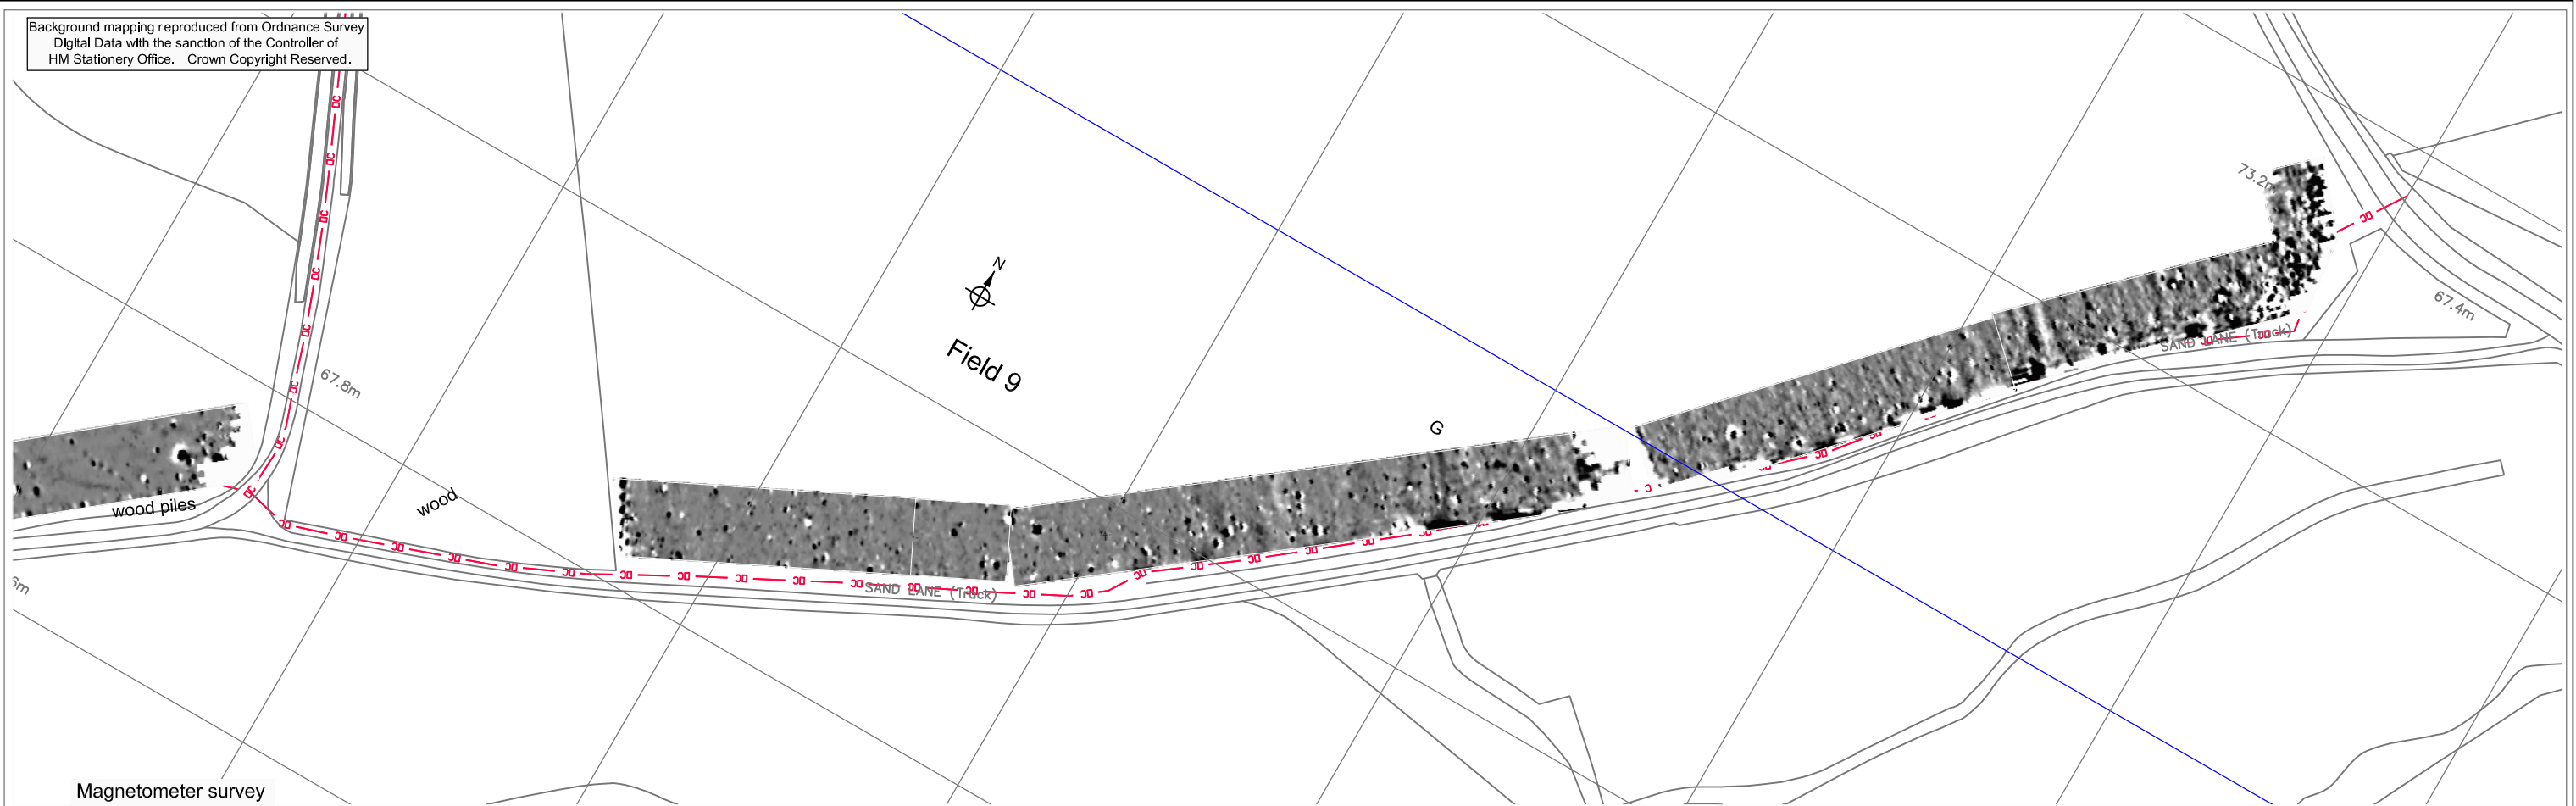 Background mapping reproduced from Ordnance Survey
Digital Data with the sanction of the Controller of
HM Stationery Office. Crown Copyright Reserved.
N
Field 9
G
73.2m
67.4m
67.8m
wood
wood piles
SAND LANE (Track)
SAND LANE (Track)
6m
Magnetometer survey